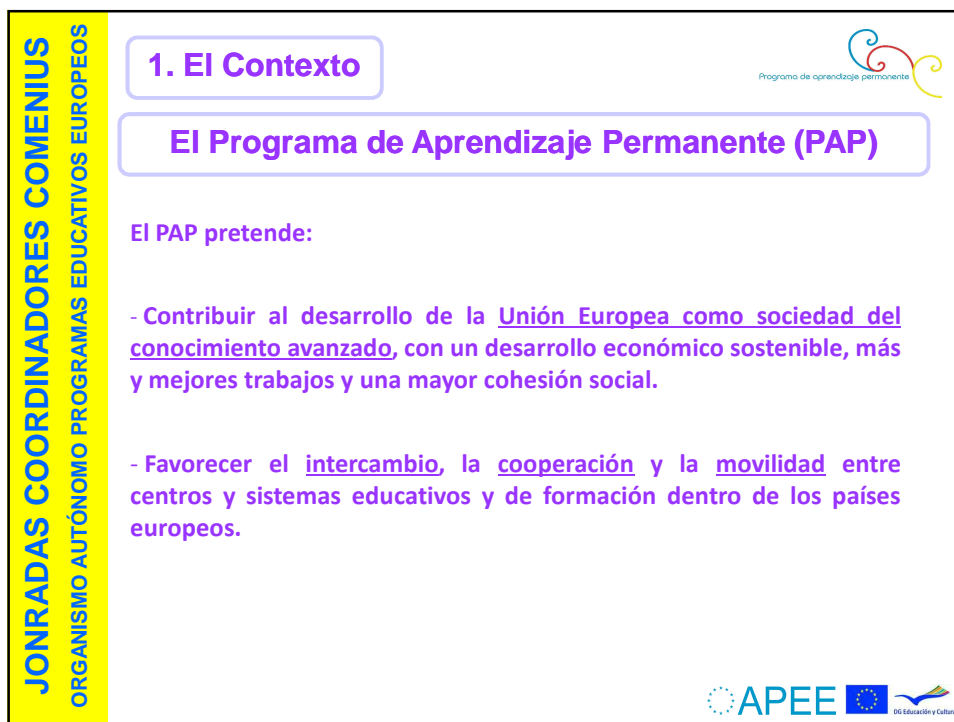 JONRADAS COORDINADORES COMENIUS
ORGANISMO AUTÓNOMO PROGRAMAS EDUCATIVOS EUROPEOS
1. El Contexto
Programa de aprendizaje permanente
El Programa de Aprendizaje Permanente (PAP)
El PAP pretende:
- Contribuir al desarrollo de la Unión Europea como sociedad del
conocimiento avanzado, con un desarrollo económico sostenible, más
y mejores trabajos y una mayor cohesión social.
- Favorecer el intercambio, la cooperación y la movilidad entre
centros y sistemas educativos y de formación dentro de los países
europeos.
APEE
DG Educación y Cultura